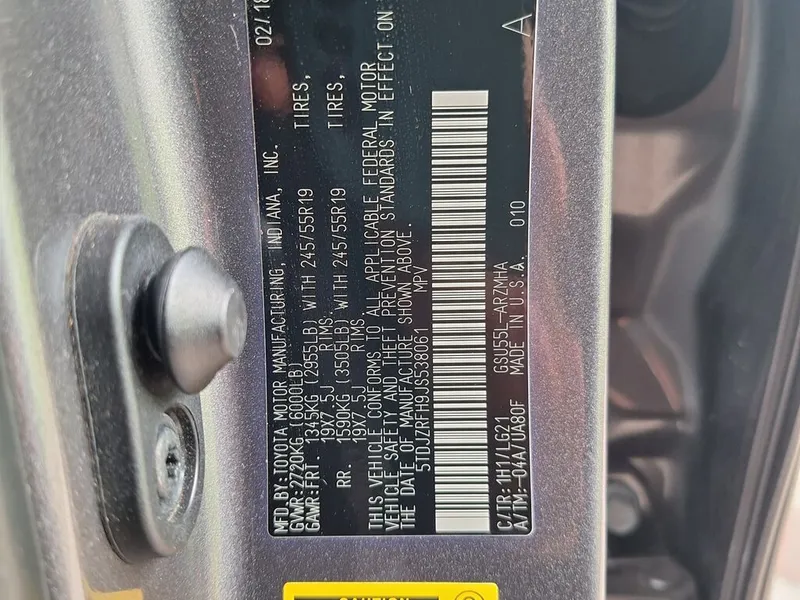 MFD.BY:TOYOTA MOTOR MANUFACTURING, INDIANA, INC. 02/18
GVWR:2720KG (6000LB)
GAWR:FRT. 1345KG (2955LB) WITH 245/55R19 TIRES,
19X7.5J RIMS,
RR. 1590KG (3505LB) WITH 245/55R19 TIRES,
19X7.5J RIMS
THIS VEHICLE CONFORMS TO ALL APPLICABLE FEDERAL MOTOR
VEHICLE SAFETY AND THEFT PREVENTION STANDARDS IN EFFECT ON
THE DATE OF MANUFACTURE SHOWN ABOVE.
5TDJZRFH9JS538061 MPV
C/TR:1H1/LG21 GSU55L-ARZMHA 010
A/TM:-04A/UA80F MADE IN U.S.A. A
CAUTION